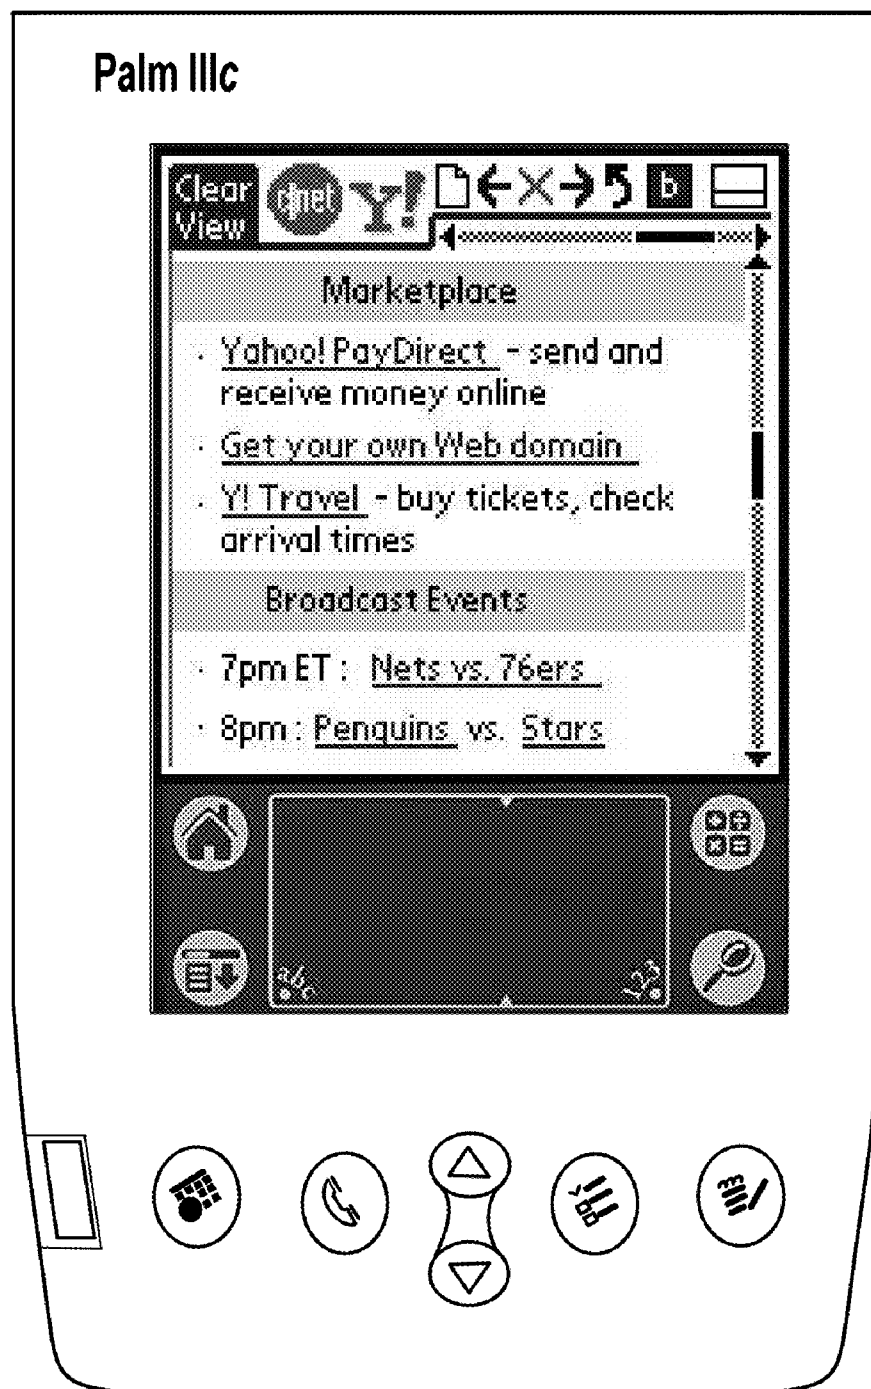 Palm IIIc
Clear
View
c|net
Y!
b
Marketplace
· Yahoo! PayDirect - send and
receive money online
· Get your own Web domain
· Y! Travel - buy tickets, check
arrival times
Broadcast Events
· 7pm ET : Nets vs. 76ers
· 8pm : Penguins vs. Stars
abc
123